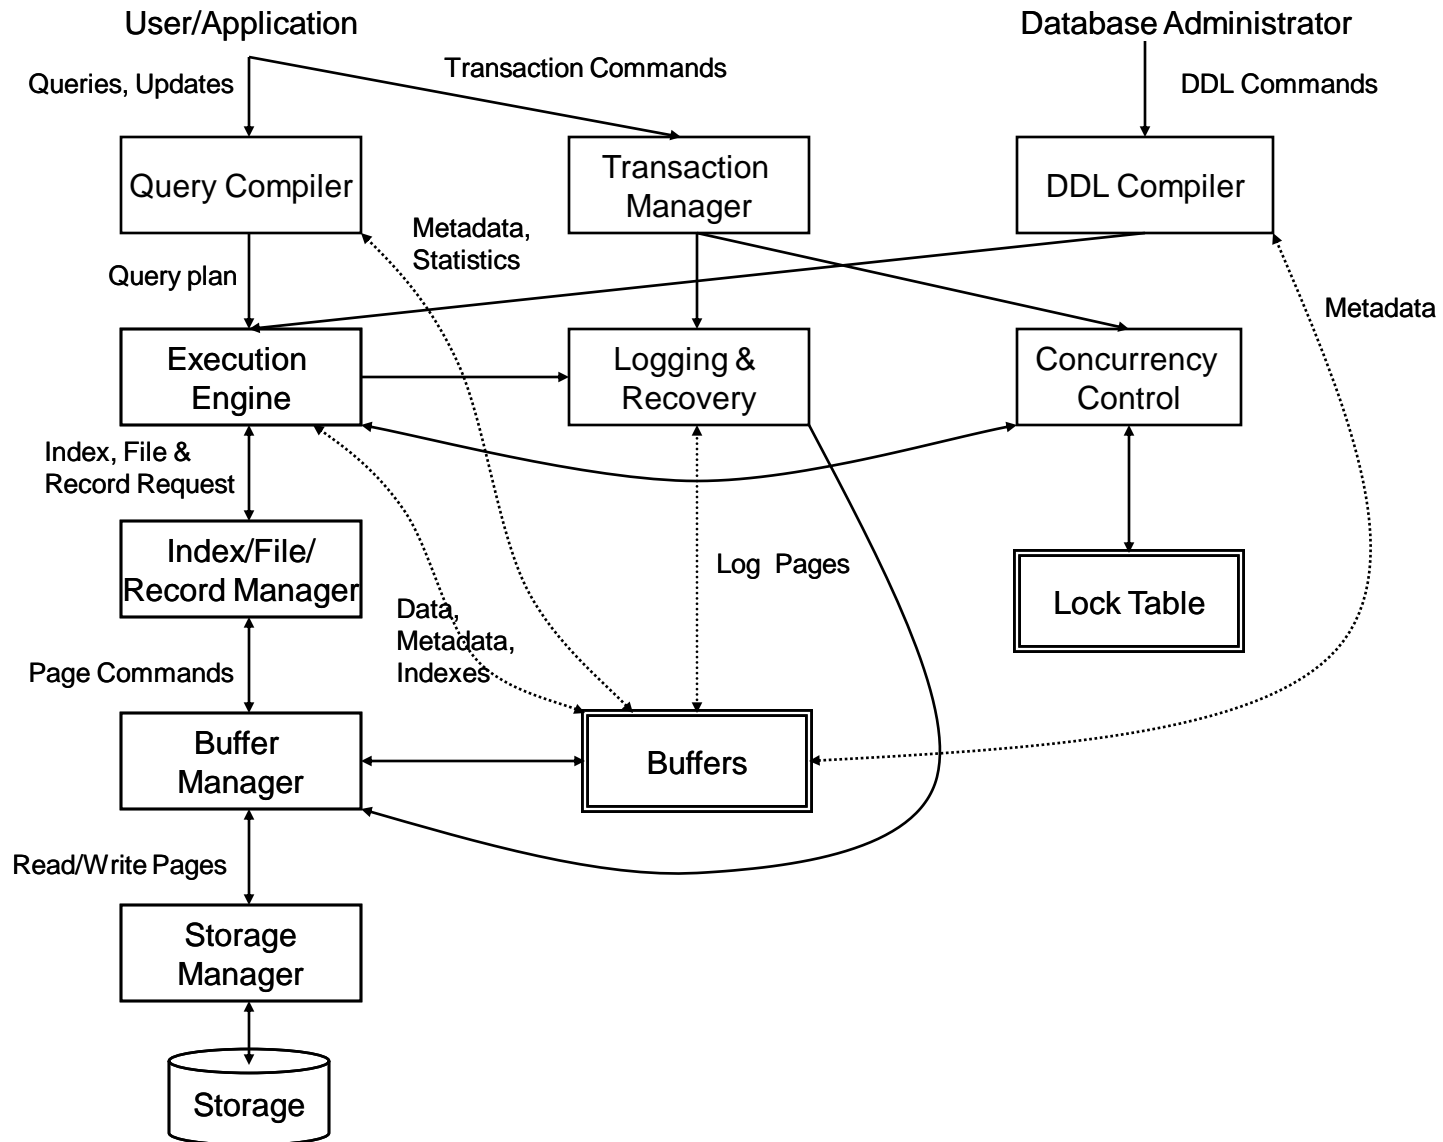 User/Application
Database Administrator
Queries, Updates
Transaction Commands
DDL Commands
Query Compiler
Transaction
Manager
DDL Compiler
Metadata,
Statistics
Query plan
Metadata
Execution
Engine
Logging &
Recovery
Concurrency
Control
Index, File &
Record Request
Index/File/
Record Manager
Log Pages
Lock Table
Data,
Metadata,
Indexes
Page Commands
Buffer
Manager
Buffers
Read/Write Pages
Storage
Manager
Storage